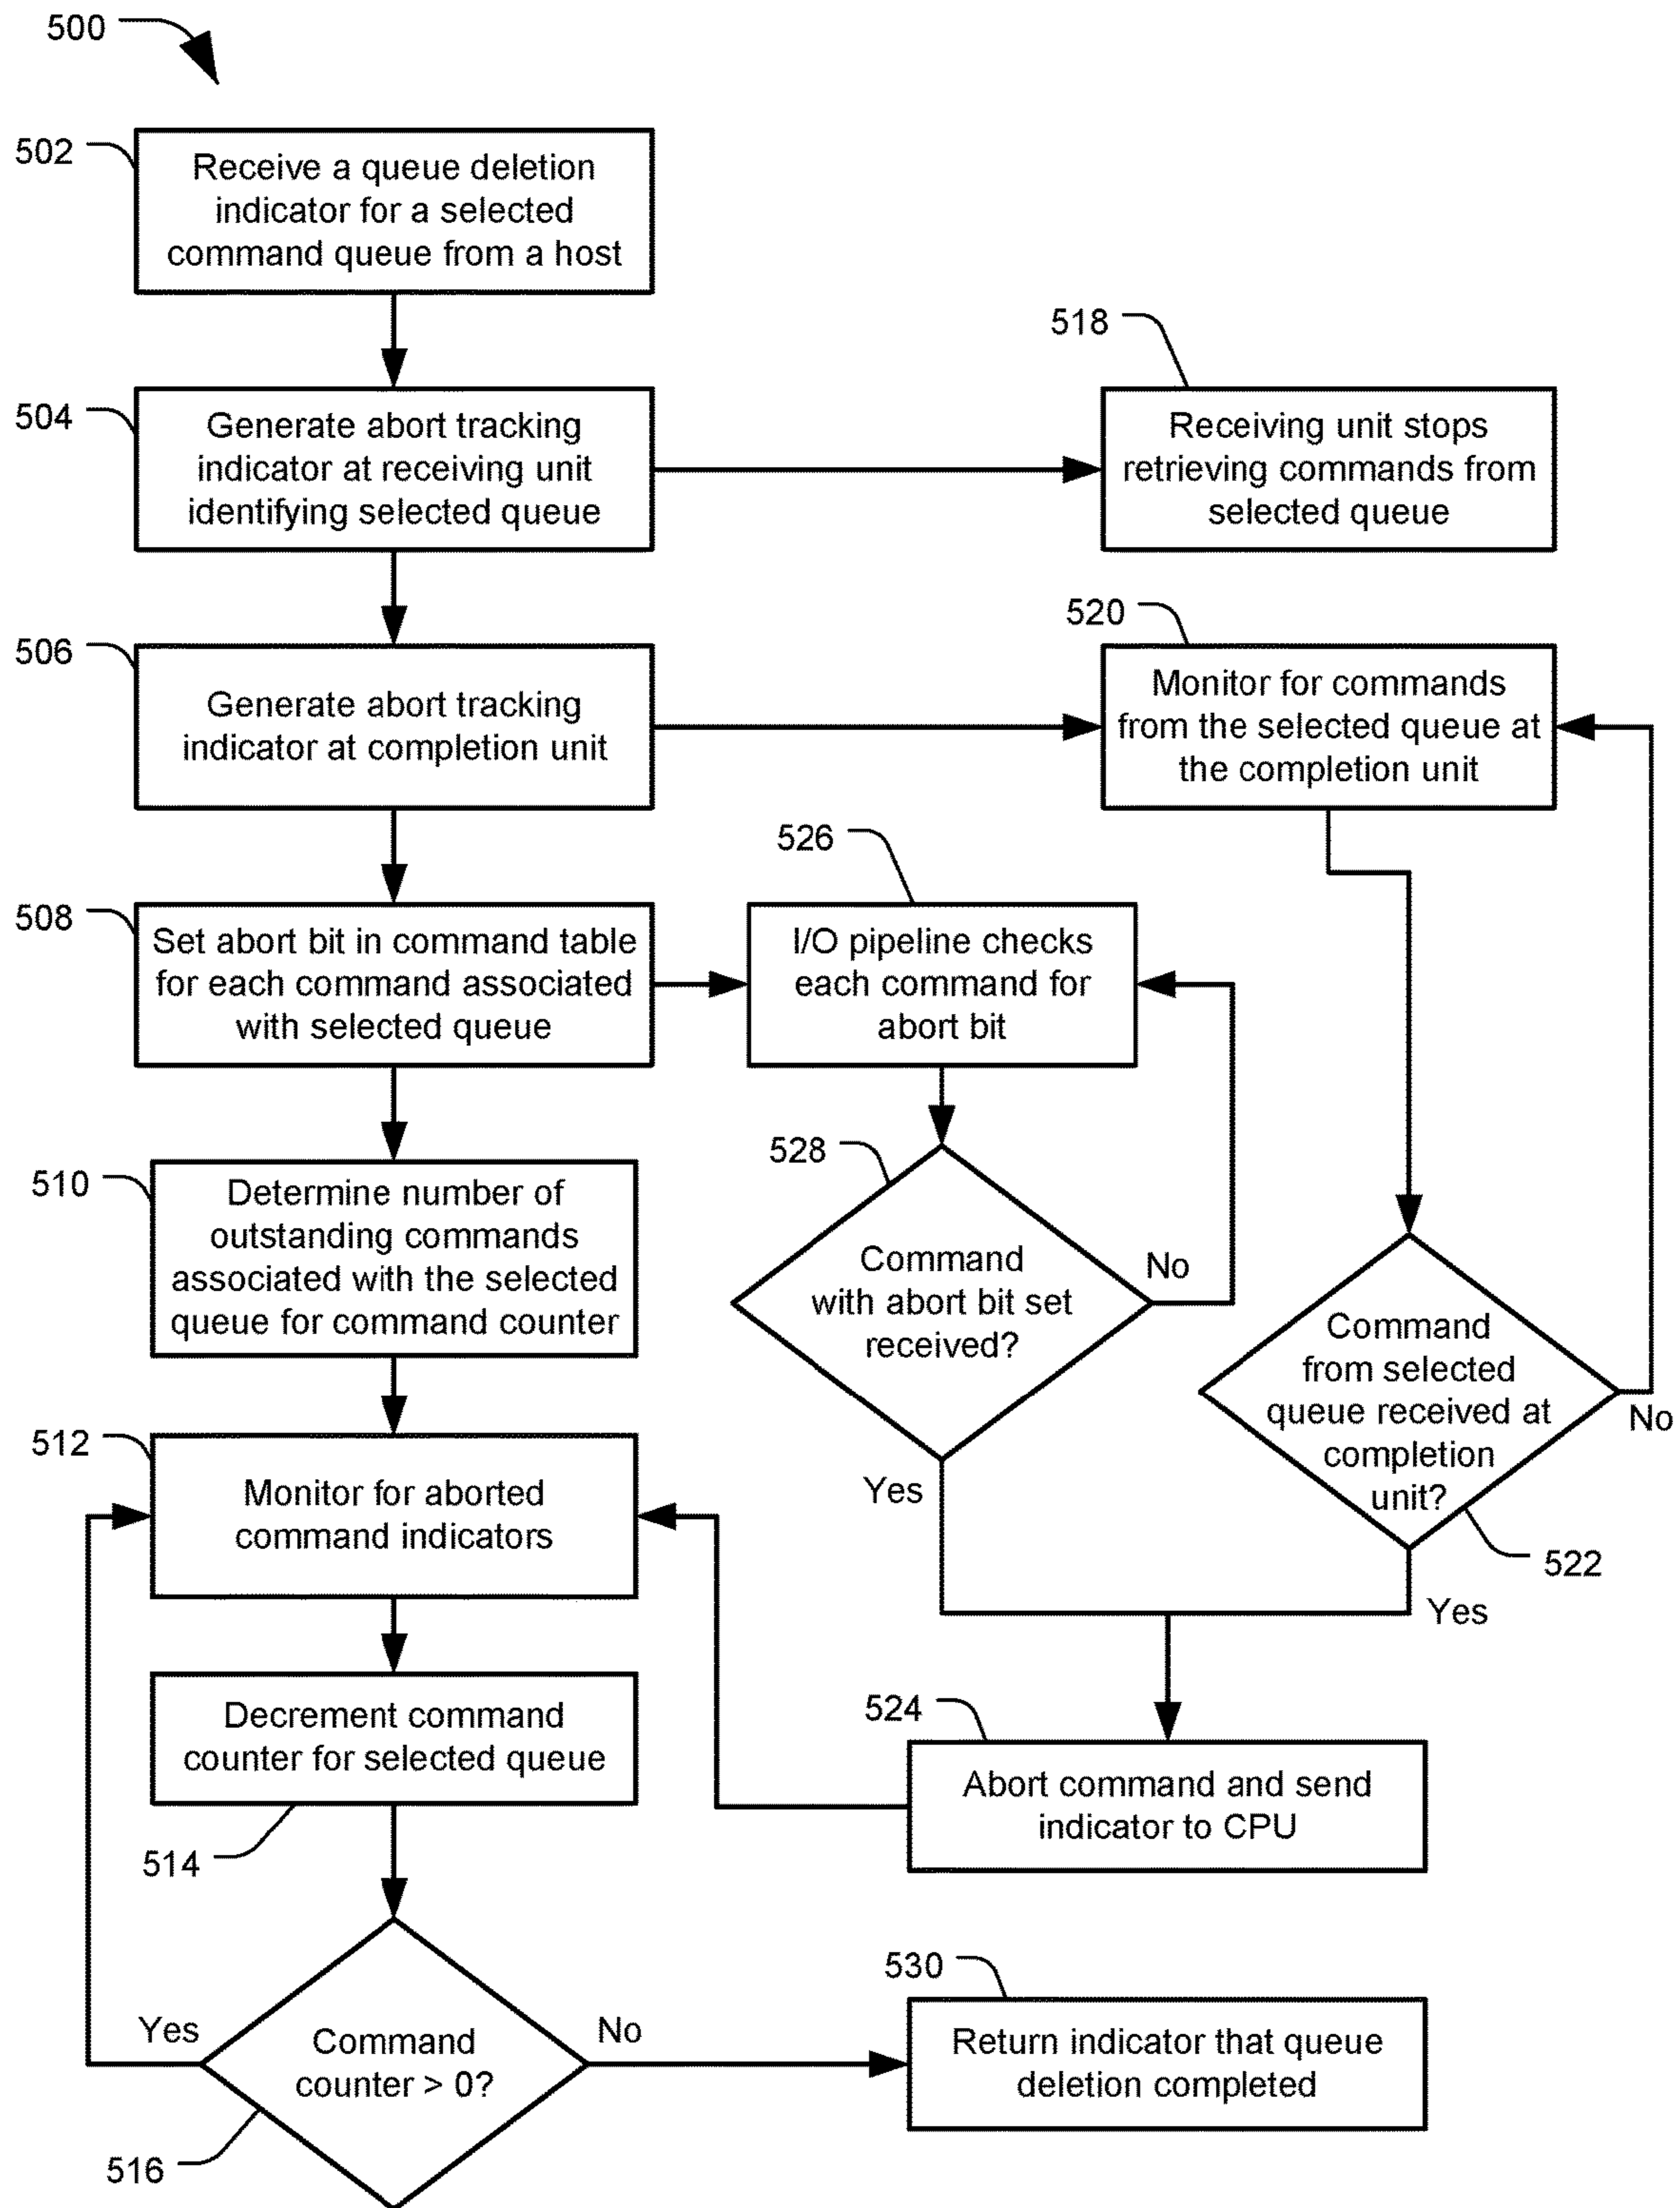 500
502
Receive a queue deletion
indicator for a selected
command queue from a host
518
504
Generate abort tracking
indicator at receiving unit
identifying selected queue
Receiving unit stops
retrieving commands from
selected queue
520
506
Generate abort tracking
indicator at completion unit
Monitor for commands
from the selected queue at
the completion unit
526
508
Set abort bit in command table
for each command associated
with selected queue
I/O pipeline checks
each command for
abort bit
528
510
Determine number of
outstanding commands
associated with the selected
queue for command counter
Command
with abort bit set
received?
No
Yes
Command
from selected
queue received at
completion
unit?
No
522
Yes
512
Monitor for aborted
command indicators
Decrement command
counter for selected queue
514
524
Abort command and send
indicator to CPU
Command
counter > 0?
Yes
No
516
530
Return indicator that queue
deletion completed